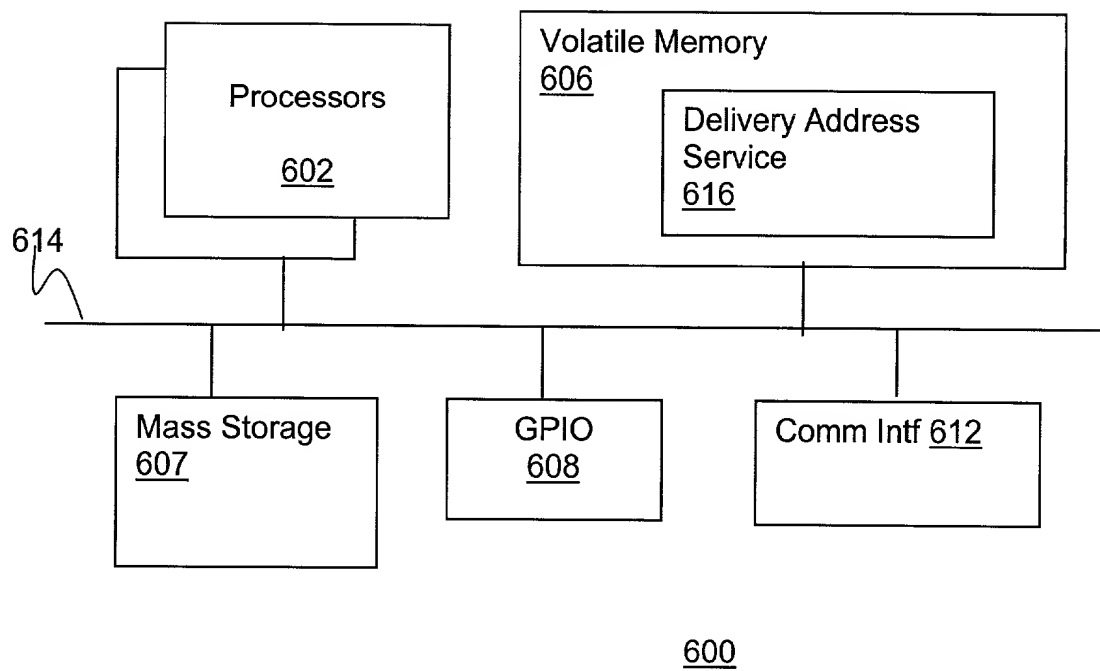 Processors
602
Volatile Memory
606
Delivery Address
Service
616
614
Mass Storage
607
GPIO
608
Comm Intf 612
600